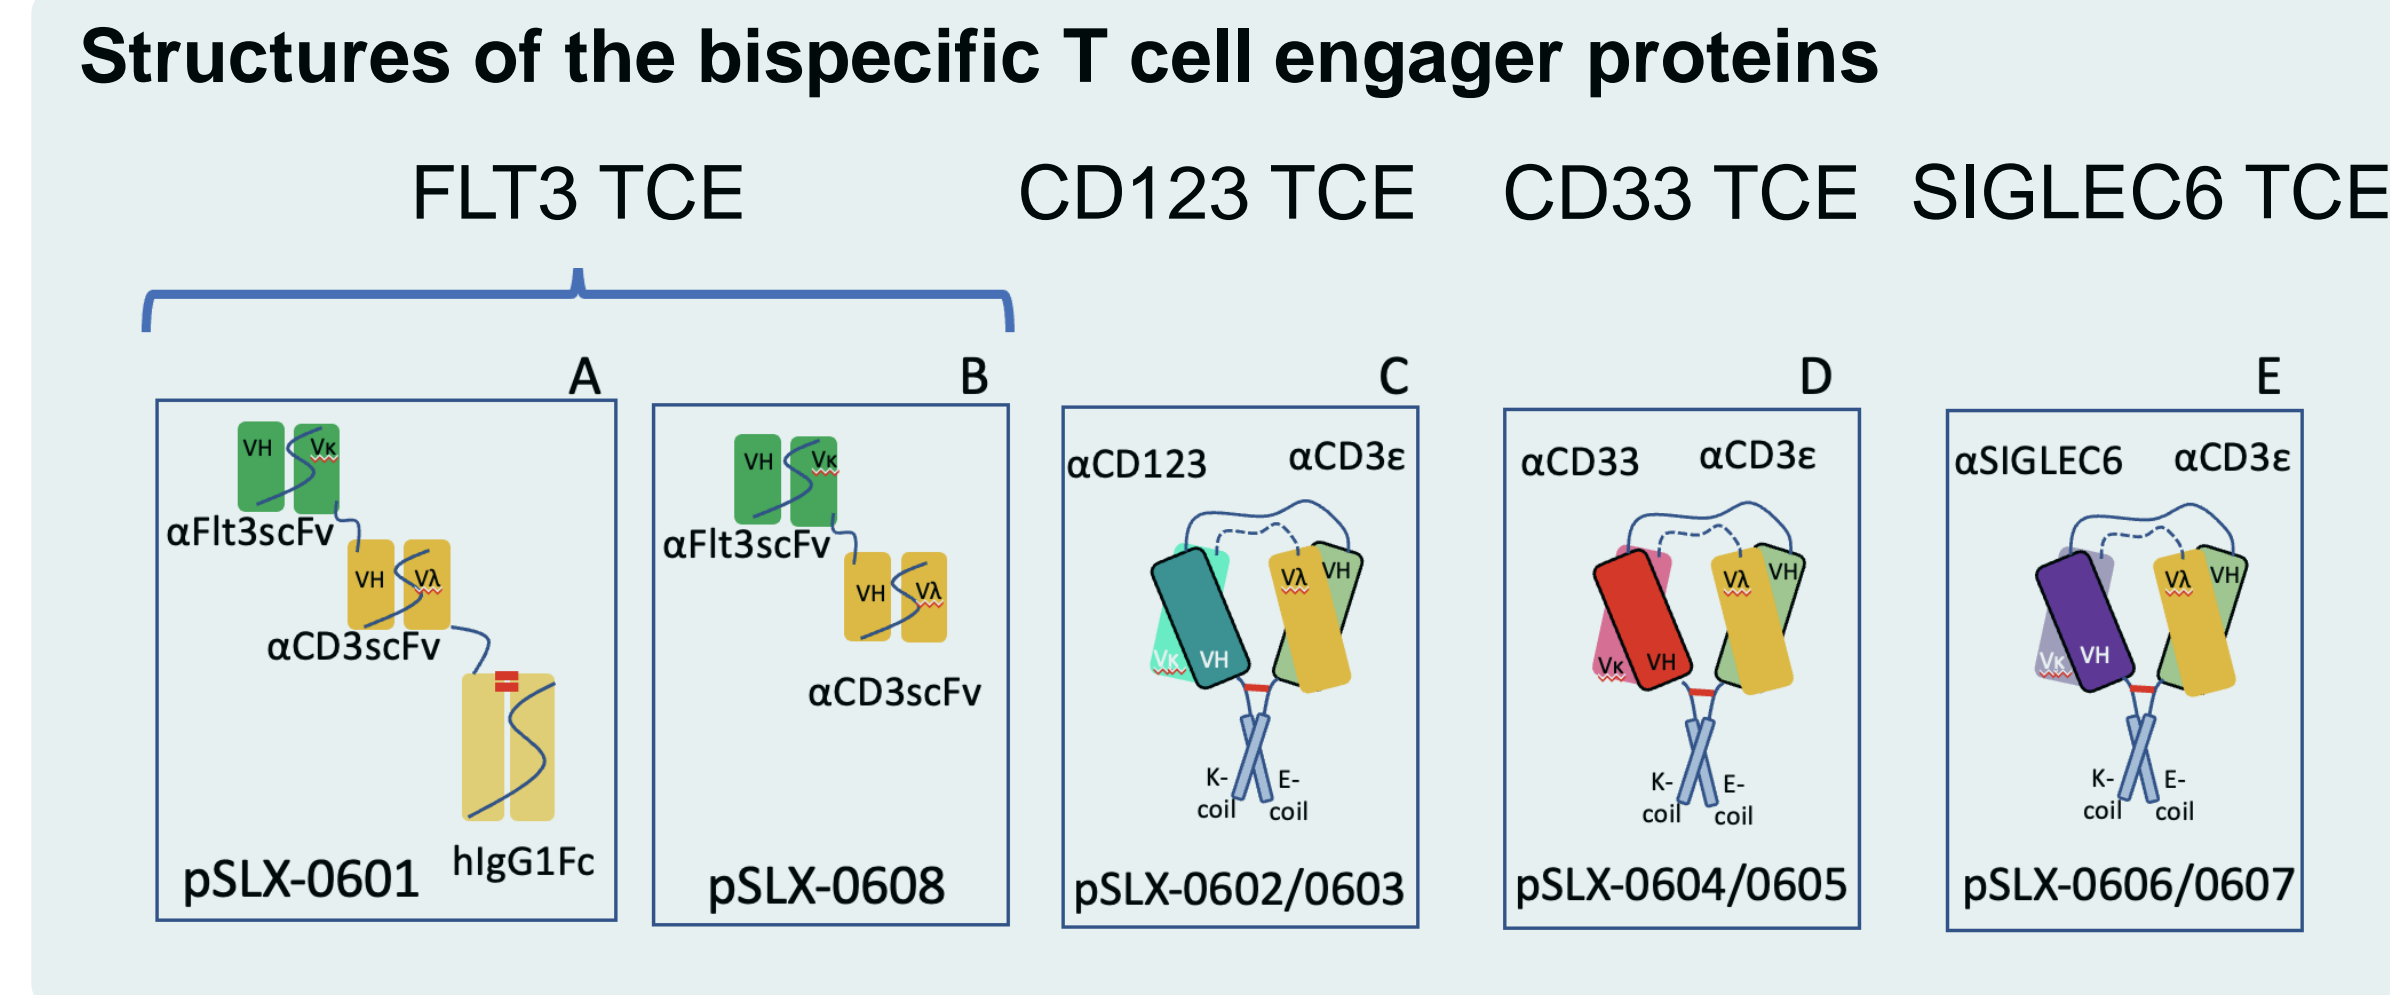 Structures of the bispecific T cell engager proteins
FLT3 TCE
CD123 TCE
CD33 TCE
SIGLEC6 TCE
A
VH
Vκ
αFlt3scFv
VH
Vλ
αCD3scFv
hIgG1Fc
pSLX-0601
B
VH
Vκ
αFlt3scFv
VH
Vλ
αCD3scFv
pSLX-0608
C
αCD123
αCD3ε
Vλ
VH
Vκ
VH
K-
coil
E-
coil
pSLX-0602/0603
D
αCD33
αCD3ε
Vλ
VH
Vκ
VH
K-
coil
E-
coil
pSLX-0604/0605
E
αSIGLEC6
αCD3ε
Vλ
VH
Vκ
VH
K-
coil
E-
coil
pSLX-0606/0607